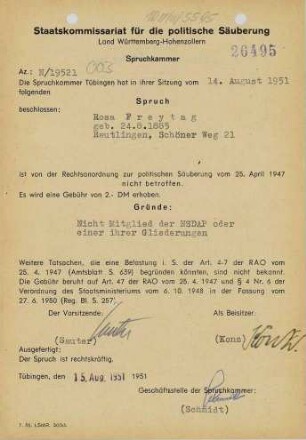 Staatskommissariat für die politische Säuberung
Land Württemberg-Hohenzollern
26495
Spruchkammer
Az.: N/19521 003
Die Spruchkammer Tübingen hat in ihrer Sitzung vom 14. August 1951
folgenden
Spruch
beschlossen:
Rosa Freytag
geb. 24.6.1883
Reutlingen, Schöner Weg 21
ist von der Rechtsanordnung zur politischen Säuberung vom 25. April 1947
nicht betroffen.
Es wird eine Gebühr von 2.- DM erhoben.
Gründe:
Nicht Mitglied der NSDAP oder
einer ihrer Gliederungen
Weitere Tatsachen, die eine Belastung i. S. der Art. 4-7 der RAO vom
25. 4. 1947 (Amtsblatt S. 659) begründen könnten, sind nicht bekannt.
Die Gebühr beruht auf Art. 47 der RAO vom 25. 4. 1947 und § 4 Nr. 6 der
Verordnung des Staatsministeriums vom 6. 10. 1948 in der Fassung vom
27. 6. 1950 (Reg. Bl. S. 287).
Der Vorsitzende:
Als Beisitzer:
(Sauter)
(Kons)
Ausgefertigt:
Der Spruch ist rechtskräftig.
Tübingen, den 15. Aug. 1951 1951
Geschäftsstelle der Spruchkammer:
(Schmidt)